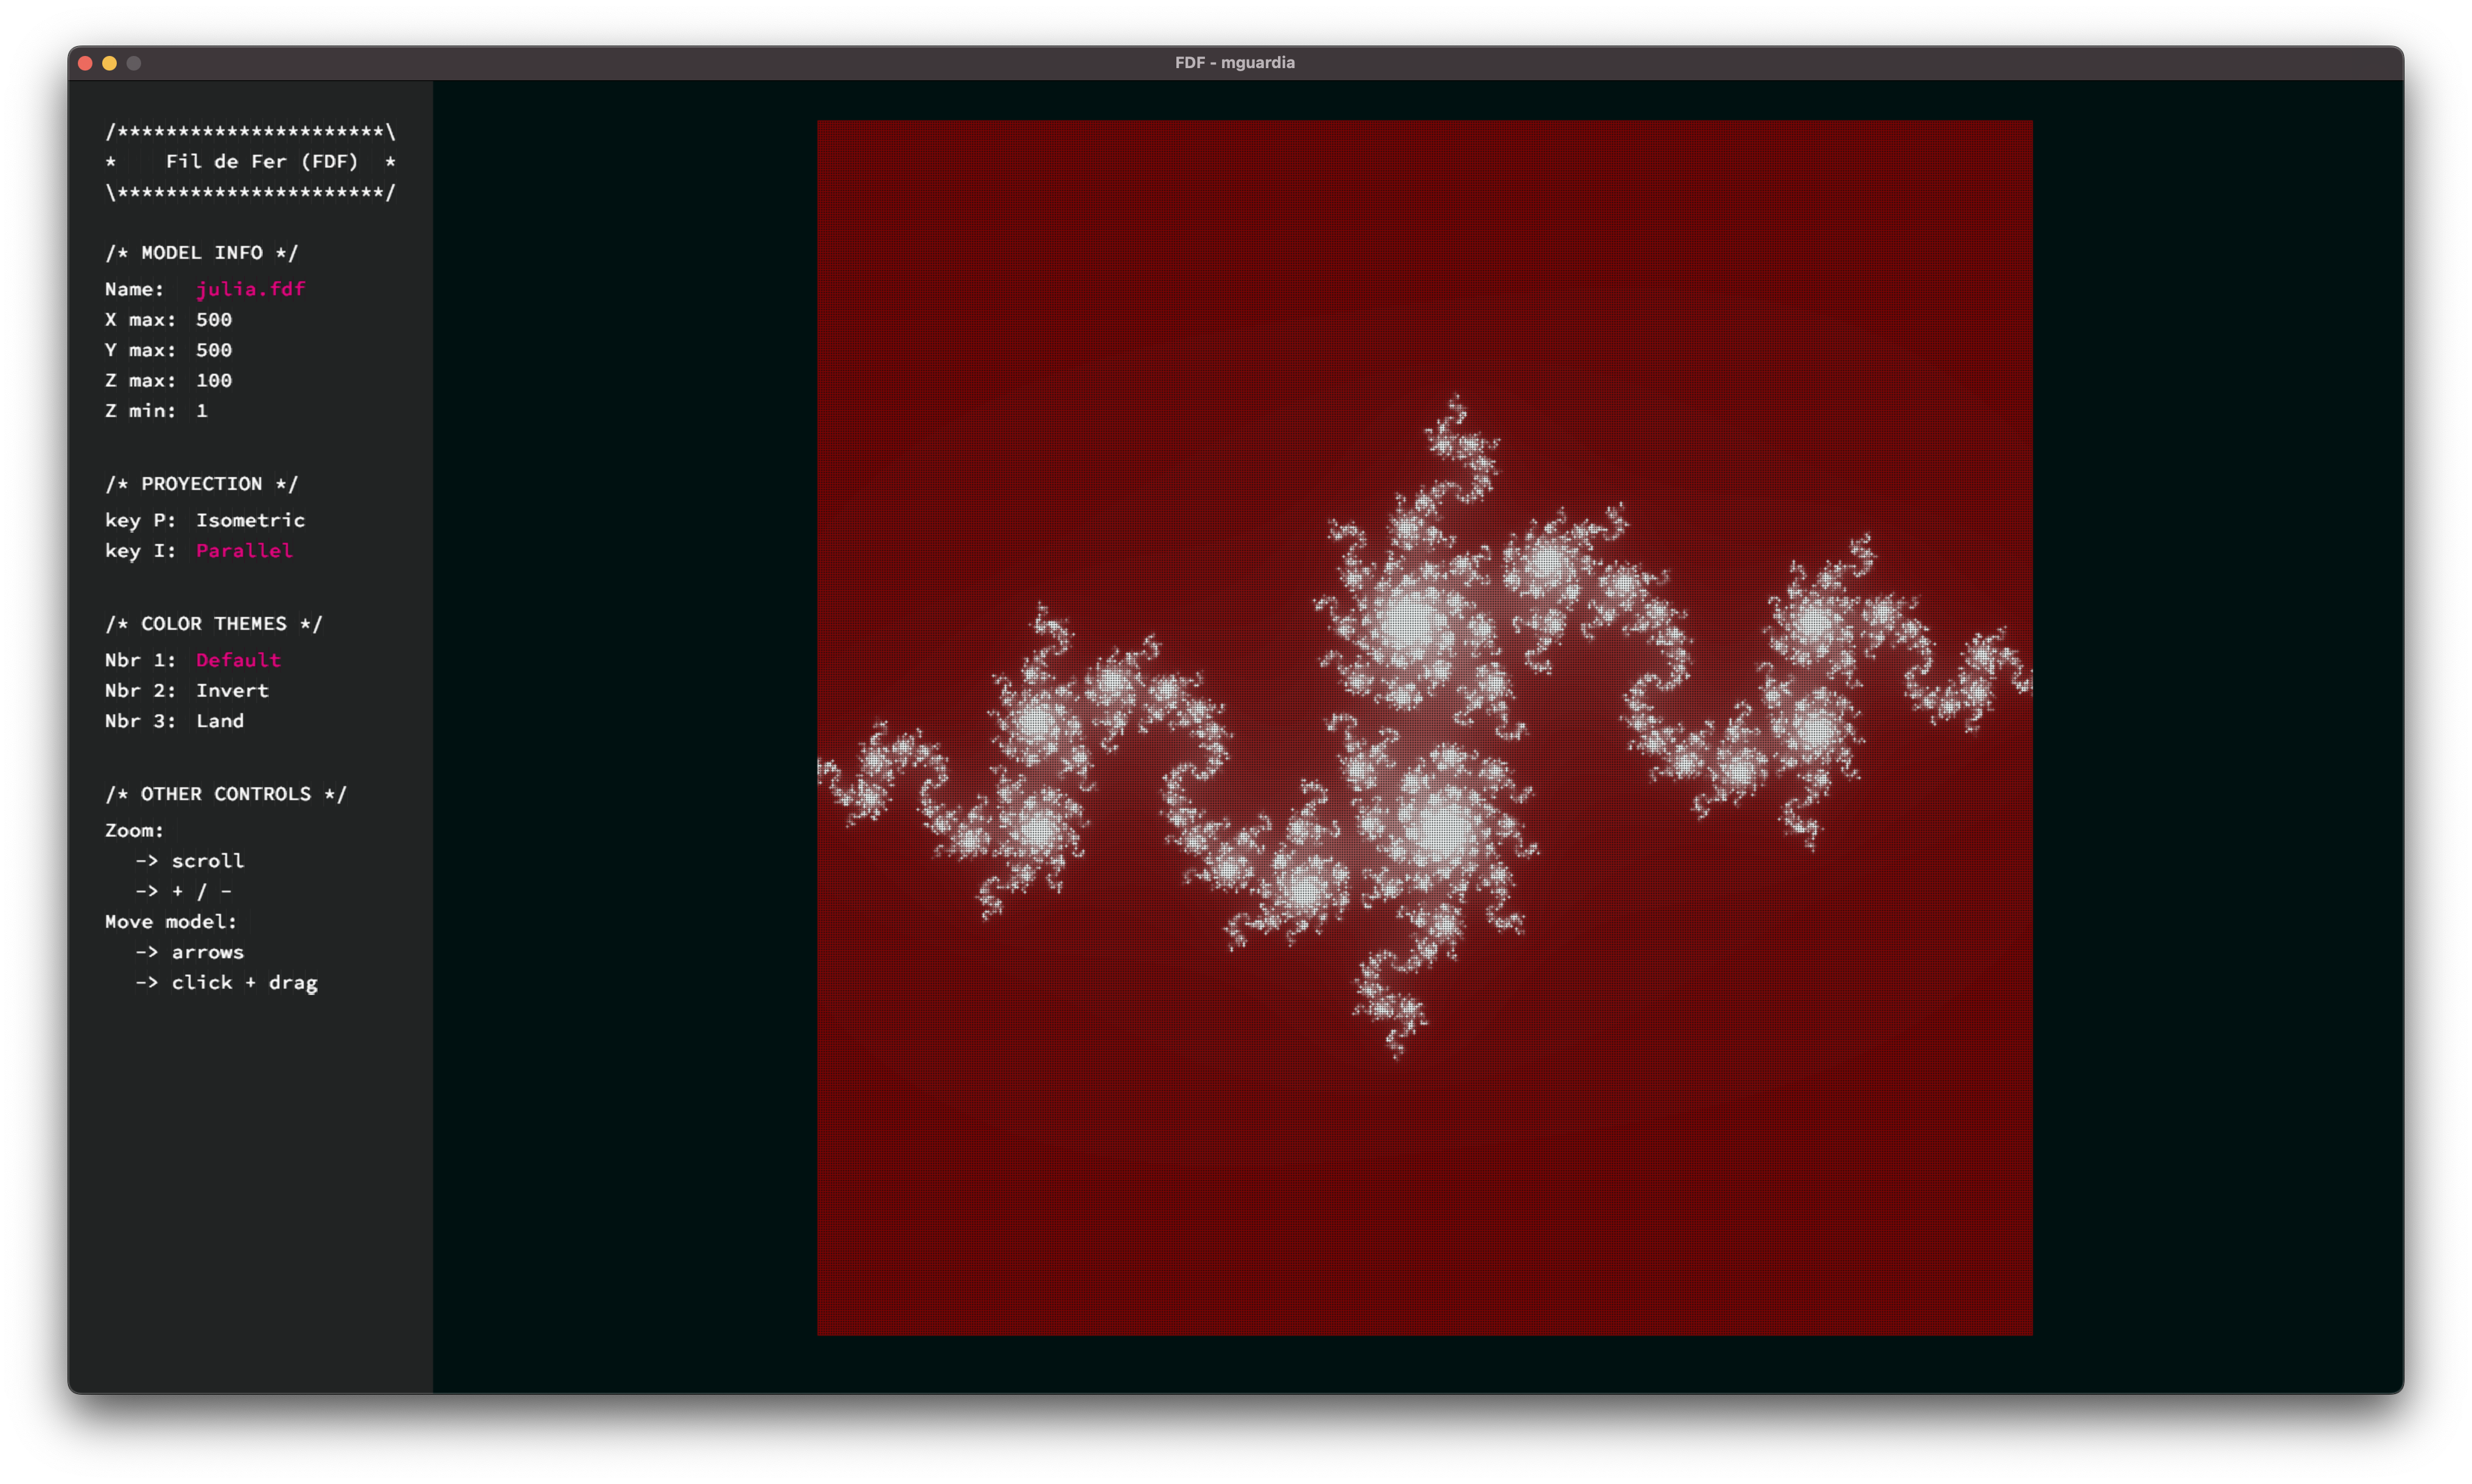 FDF - mguardia
/**********************\
*    Fil de Fer (FDF)  *
\**********************/
/* MODEL INFO */
Name: julia.fdf
X max: 500
Y max: 500
Z max: 100
Z min: 1
/* PROYECTION */
key P: Isometric
key I: Parallel
/* COLOR THEMES */
Nbr 1: Default
Nbr 2: Invert
Nbr 3: Land
/* OTHER CONTROLS */
Zoom:
-> scroll
-> + / -
Move model:
-> arrows
-> click + drag